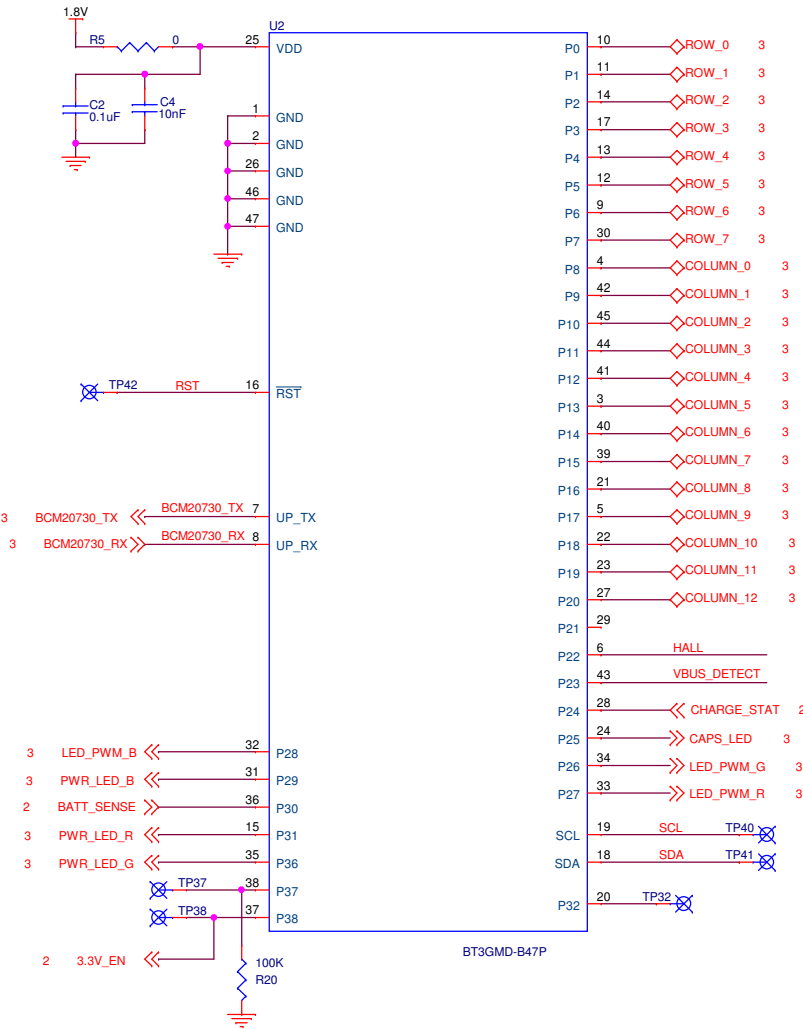 1.8V
R5 0
C2
0.1uF
C4
10nF
U2
25 VDD
1 GND
2 GND
26 GND
46 GND
47 GND
TP42 RST 16 RST
3 BCM20730_TX BCM20730_TX 7 UP_TX
3 BCM20730_RX BCM20730_RX 8 UP_RX
3 LED_PWM_B 32 P28
3 PWR_LED_B 31 P29
2 BATT_SENSE 36 P30
3 PWR_LED_R 15 P31
3 PWR_LED_G 35 P36
TP37 38 P37
TP38 37 P38
2 3.3V_EN
100K
R20
P0 10 ROW_0 3
P1 11 ROW_1 3
P2 14 ROW_2 3
P3 17 ROW_3 3
P4 13 ROW_4 3
P5 12 ROW_5 3
P6 9 ROW_6 3
P7 30 ROW_7 3
P8 4 COLUMN_0 3
P9 42 COLUMN_1 3
P10 45 COLUMN_2 3
P11 44 COLUMN_3 3
P12 41 COLUMN_4 3
P13 3 COLUMN_5 3
P14 40 COLUMN_6 3
P15 39 COLUMN_7 3
P16 21 COLUMN_8 3
P17 5 COLUMN_9 3
P18 22 COLUMN_10 3
P19 23 COLUMN_11 3
P20 27 COLUMN_12 3
P21 29
P22 6 HALL
P23 43 VBUS_DETECT
P24 28 CHARGE_STAT 2
P25 24 CAPS_LED 3
P26 34 LED_PWM_G 3
P27 33 LED_PWM_R 3
SCL 19 SCL TP40
SDA 18 SDA TP41
P32 20 TP32
BT3GMD-B47P